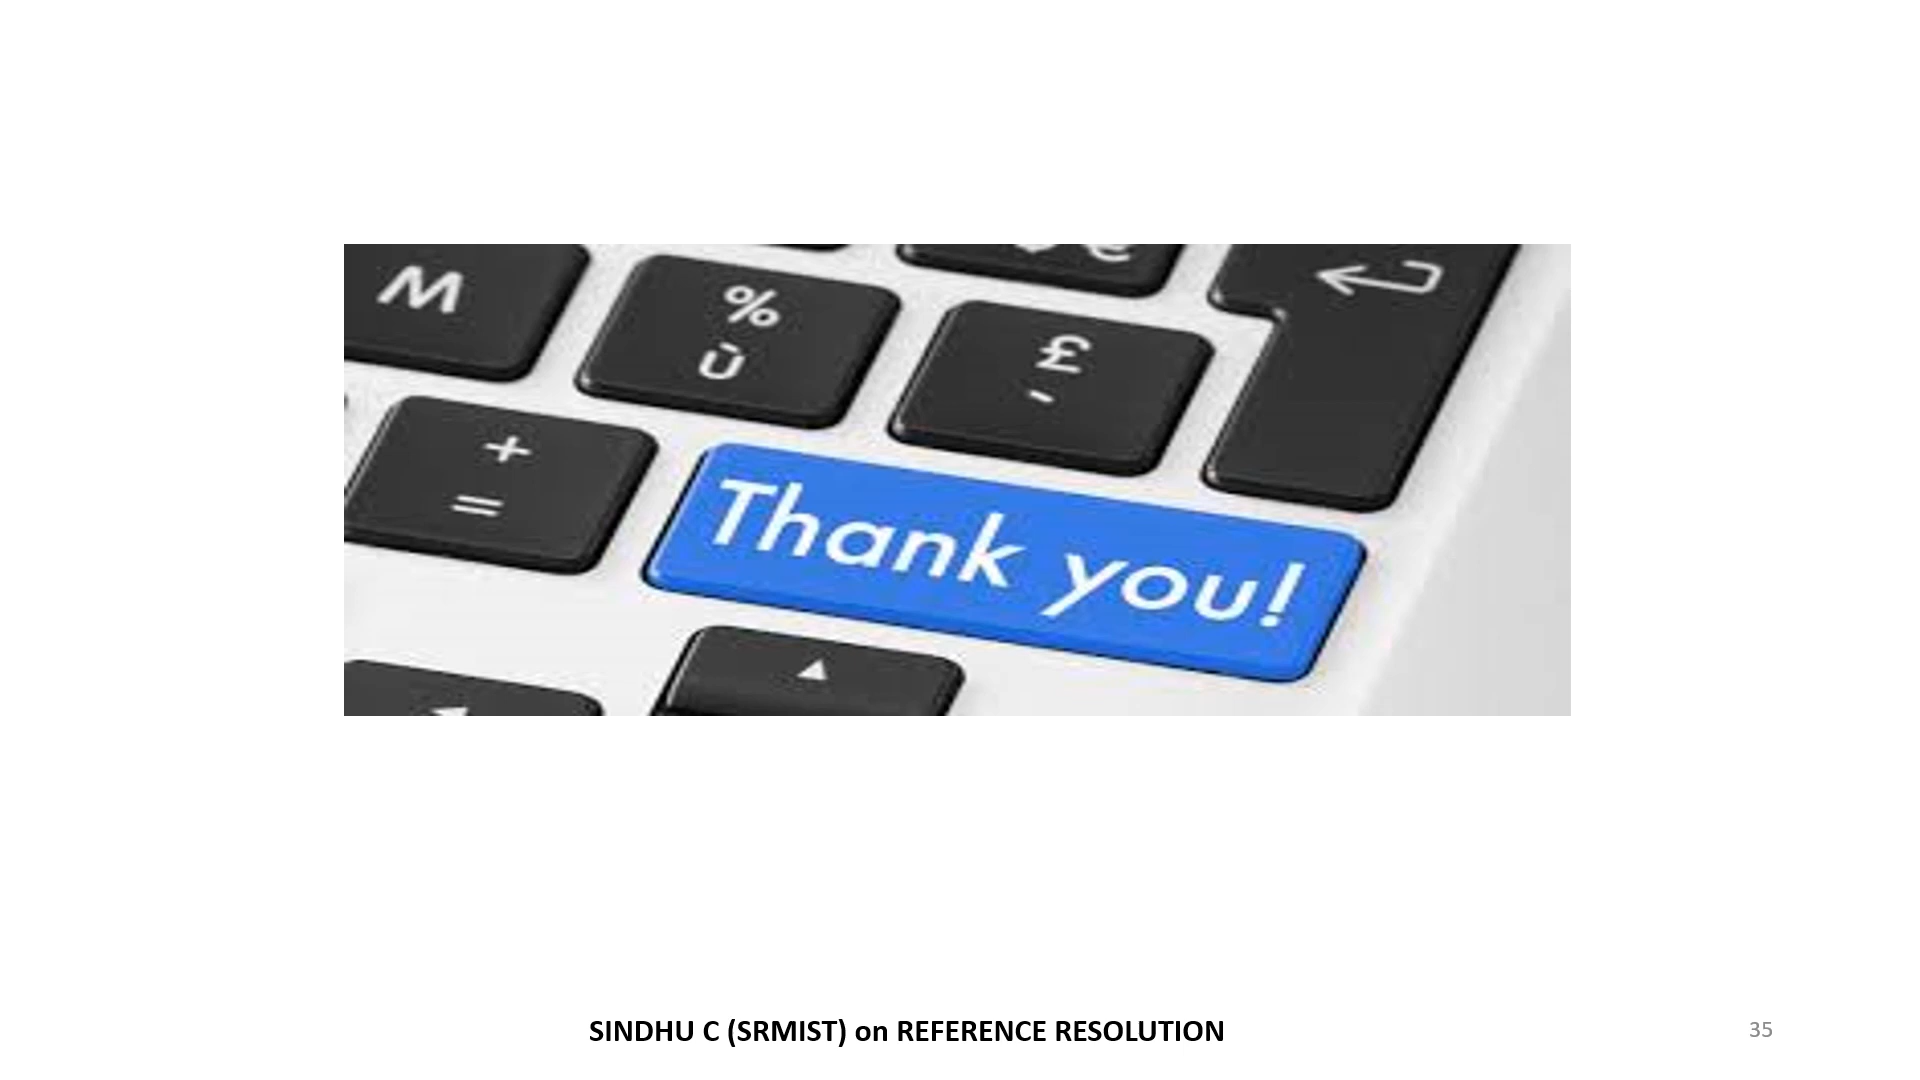 M
%
ù
£
+
=
Thank you!
SINDHU C (SRMIST) on REFERENCE RESOLUTION
35